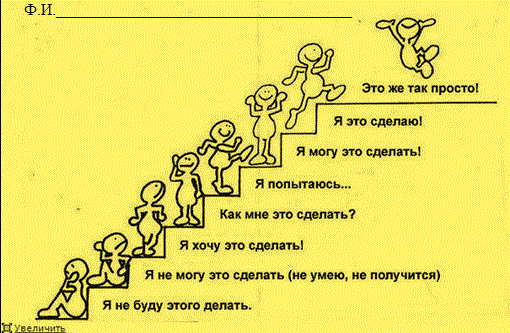 Ф.И.
Это же так просто!
Я это сделаю!
Я могу это сделать!
Я попытаюсь...
Как мне это сделать?
Я хочу это сделать!
Я не могу это сделать (не умею, не получится)
Я не буду этого делать.
Увеличить